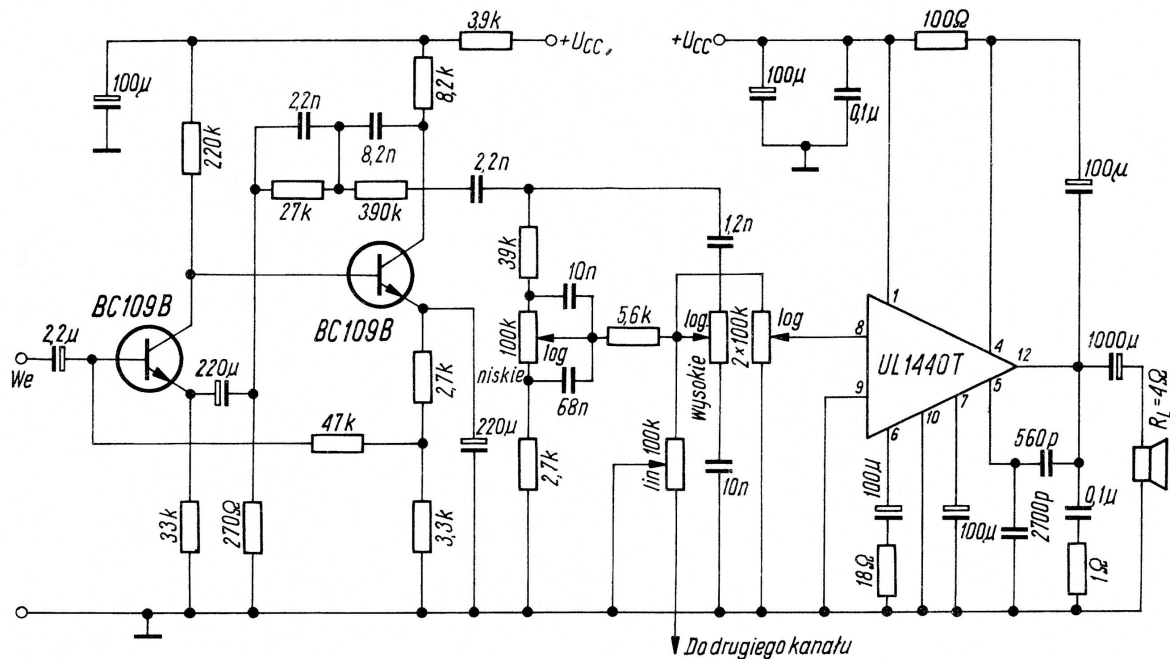 3,9k
+UCC
100μ
220k
8,2k
2,2n
8,2n
27k
390k
2,2n
BC109B
BC109B
2,2μ
We
220μ
47k
33k
270Ω
2,7k
3,3k
220μ
39k
10n
100k
log
niskie
68n
2,7k
5,6k
1,2n
log
wysokie
2×100k
log
lin 100k
10n
Do drugiego kanału
+UCC
100Ω
100μ
0,1μ
100μ
1
8
9
UL1440T
4
12
5
7
10
6
1000μ
RL=4Ω
560p
100μ
18Ω
100μ
2700p
0,1μ
1Ω